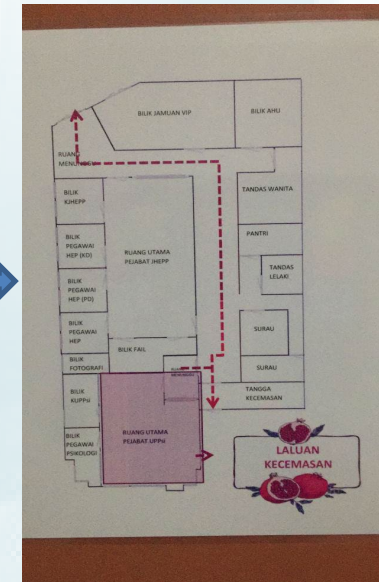 BILIK JAMUAN VIP
BILIK AHU
RUANG
MENUNGGU
BILIK
KJHEPP
TANDAS WANITA
BILIK
PEGAWAI
HEP (KD)
RUANG UTAMA
PEJABAT JHEPP
PANTRI
BILIK
PEGAWAI
HEP (PD)
TANDAS
LELAKI
BILIK
PEGAWAI
HEP
SURAU
BILIK FAIL
BILIK
FOTOGRAFI
SURAU
BILIK
KUPPsi
TANGGA
KECEMASAN
RUANG UTAMA
PEJABAT UPPsi
BILIK
PEGAWAI
PSIKOLOGI
LALUAN
KECEMASAN